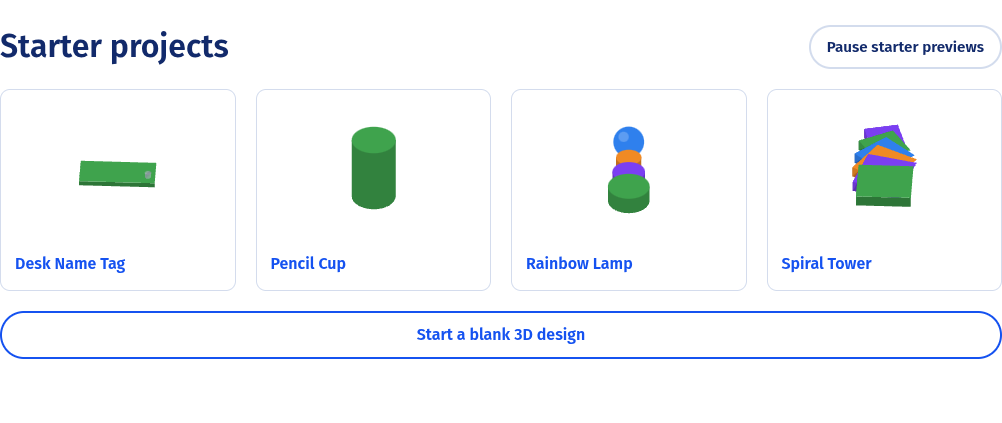 Starter projects
Pause starter previews
Desk Name Tag
Pencil Cup
Rainbow Lamp
Spiral Tower
Start a blank 3D design